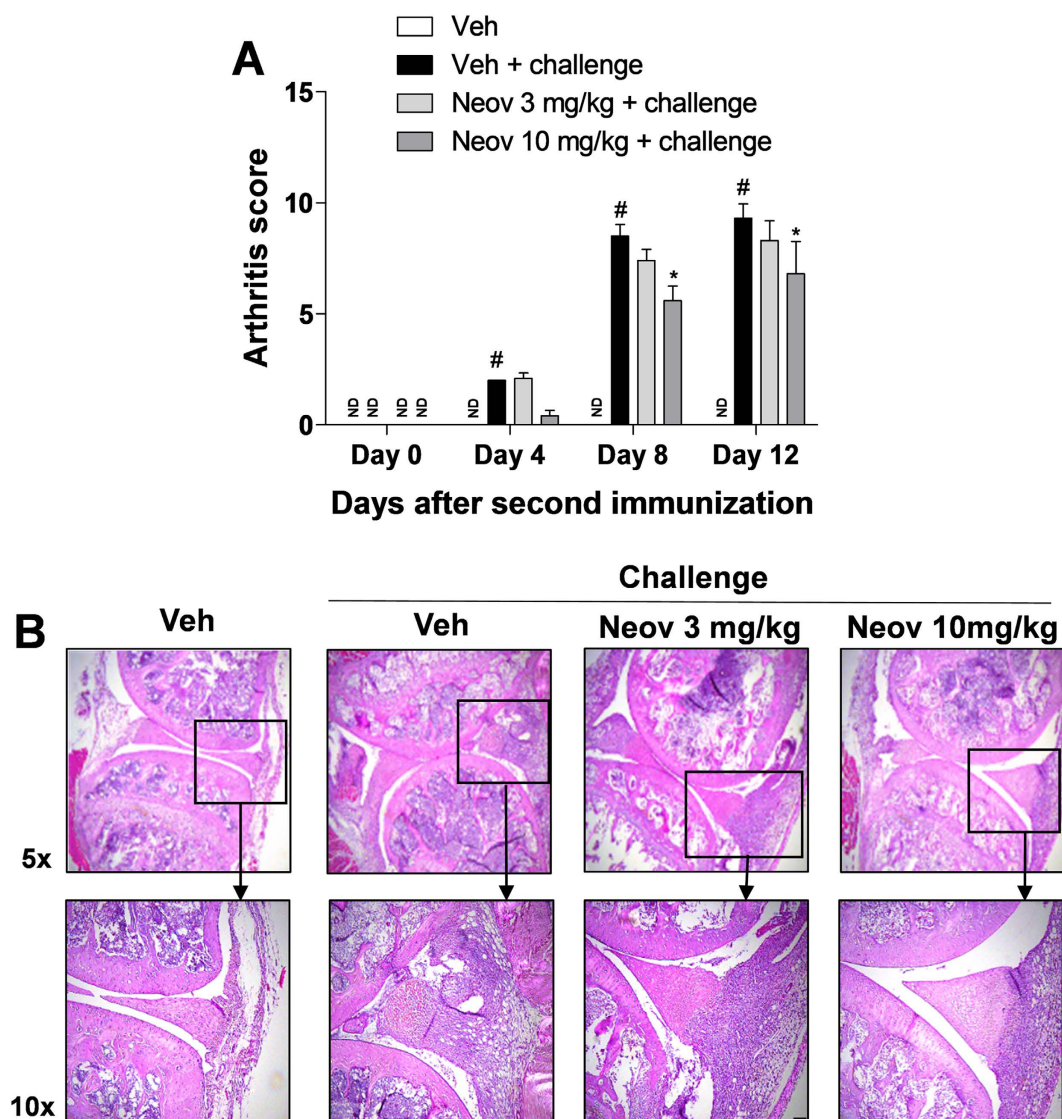 A
Veh
Veh + challenge
Neov 3 mg/kg + challenge
Neov 10 mg/kg + challenge
Arthritis score
15
10
5
0
ND ND ND ND
#
ND
#
*
ND
#
*
ND
Day 0 Day 4 Day 8 Day 12
Days after second immunization
B
Challenge
Veh Veh Neov 3 mg/kg Neov 10mg/kg
5x
10x